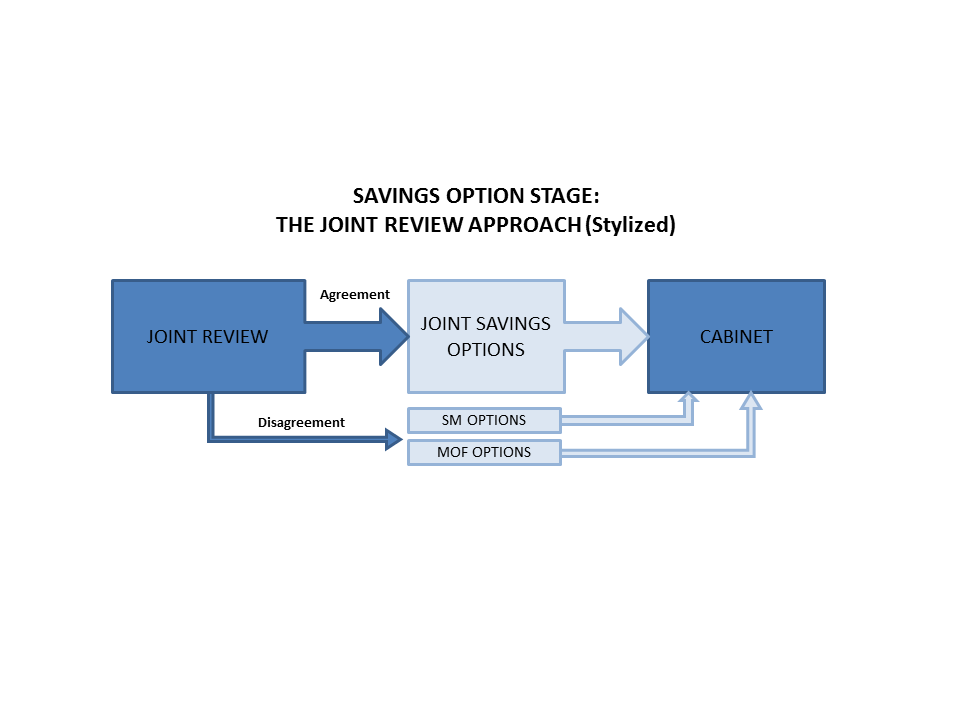 SAVINGS OPTION STAGE:
THE JOINT REVIEW APPROACH (Stylized)
JOINT REVIEW
Agreement
JOINT SAVINGS
OPTIONS
CABINET
Disagreement
SM OPTIONS
MOF OPTIONS